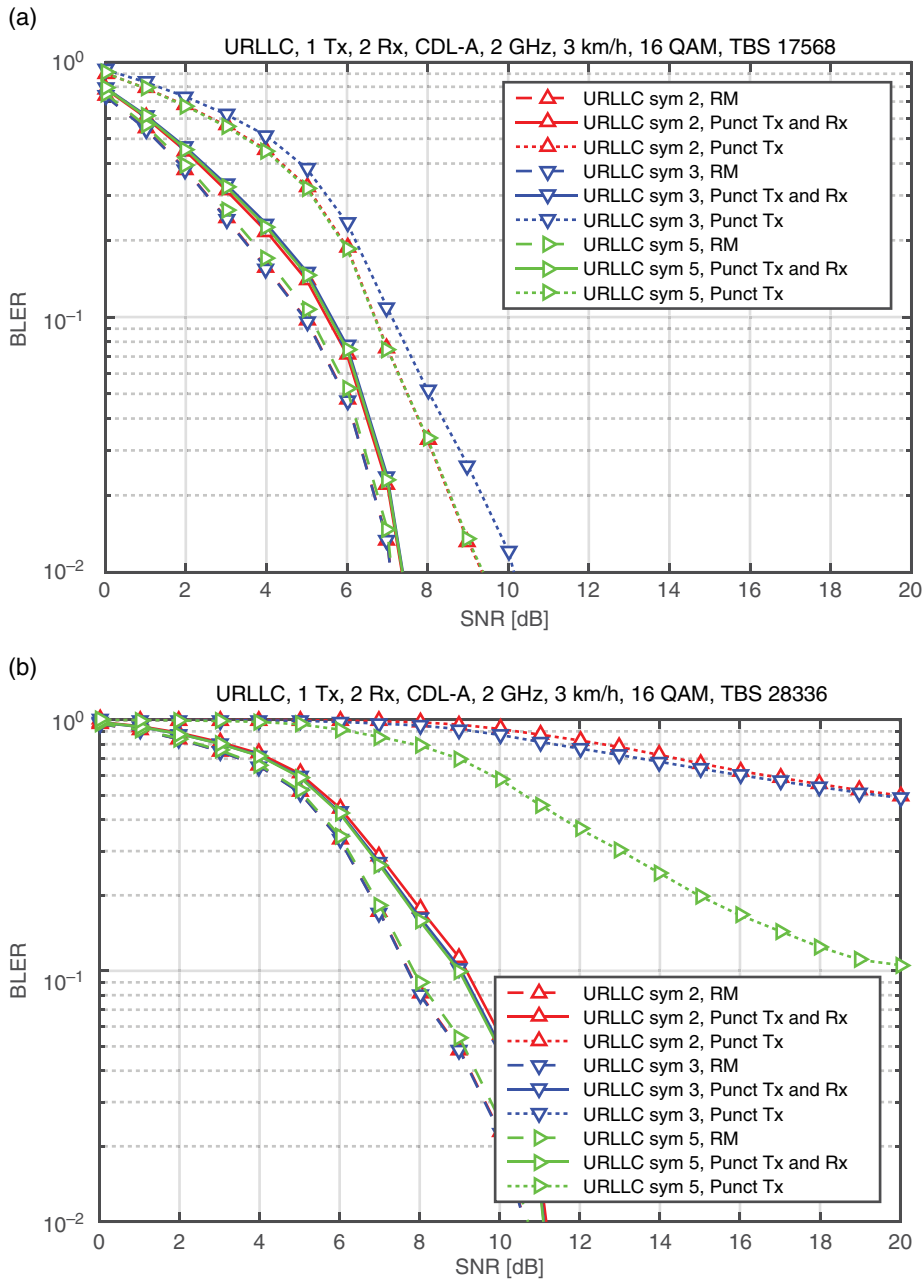 (a)
URLLC, 1 Tx, 2 Rx, CDL-A, 2 GHz, 3 km/h, 16 QAM, TBS 17568
10^0
URLLC sym 2, RM
URLLC sym 2, Punct Tx and Rx
URLLC sym 2, Punct Tx
URLLC sym 3, RM
URLLC sym 3, Punct Tx and Rx
URLLC sym 3, Punct Tx
URLLC sym 5, RM
URLLC sym 5, Punct Tx and Rx
URLLC sym 5, Punct Tx
BLER
10^-1
10^-2
0 2 4 6 8 10 12 14 16 18 20
SNR [dB]
(b)
URLLC, 1 Tx, 2 Rx, CDL-A, 2 GHz, 3 km/h, 16 QAM, TBS 28336
10^0
BLER
10^-1
URLLC sym 2, RM
URLLC sym 2, Punct Tx and Rx
URLLC sym 2, Punct Tx
URLLC sym 3, RM
URLLC sym 3, Punct Tx and Rx
URLLC sym 3, Punct Tx
URLLC sym 5, RM
URLLC sym 5, Punct Tx and Rx
URLLC sym 5, Punct Tx
10^-2
0 2 4 6 8 10 12 14 16 18 20
SNR [dB]